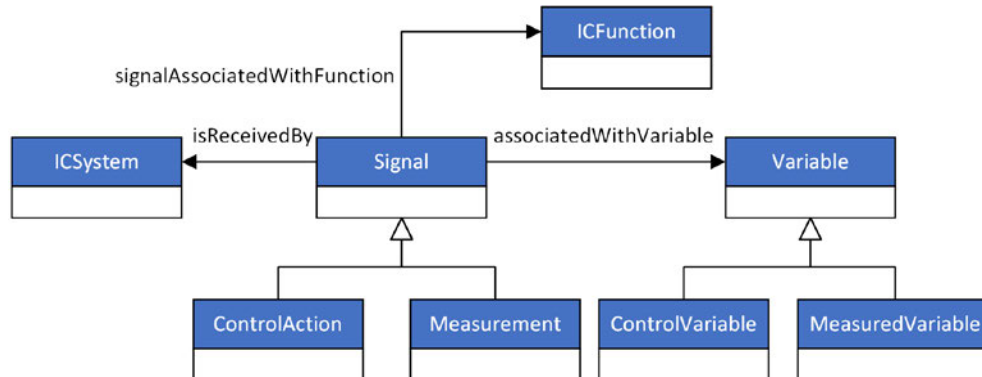 ICFunction
signalAssociatedWithFunction
isReceivedBy
associatedWithVariable
ICSystem
Signal
Variable
ControlAction
Measurement
ControlVariable
MeasuredVariable